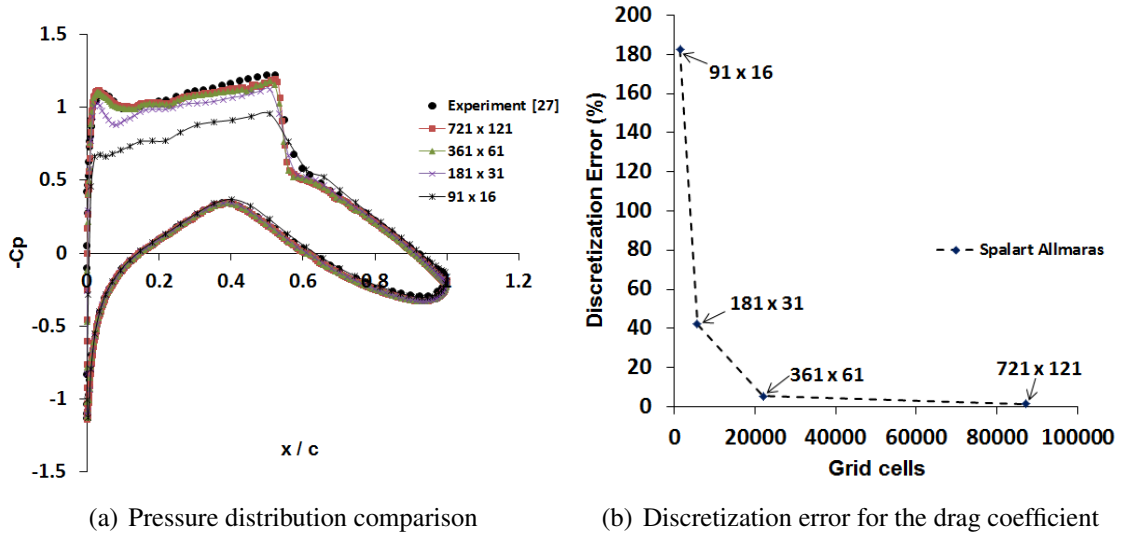 1.5
1
0.5
0
-0.5
-1
-1.5
-Cp
0 0.2 0.4 0.6 0.8 1 1.2
x / c
Experiment [27]
721 x 121
361 x 61
181 x 31
91 x 16
(a) Pressure distribution comparison
200
180
160
140
120
100
80
60
40
20
0
Discretization Error (%)
91 x 16
181 x 31
361 x 61
721 x 121
Spalart Allmaras
0 20000 40000 60000 80000 100000
Grid cells
(b) Discretization error for the drag coefficient